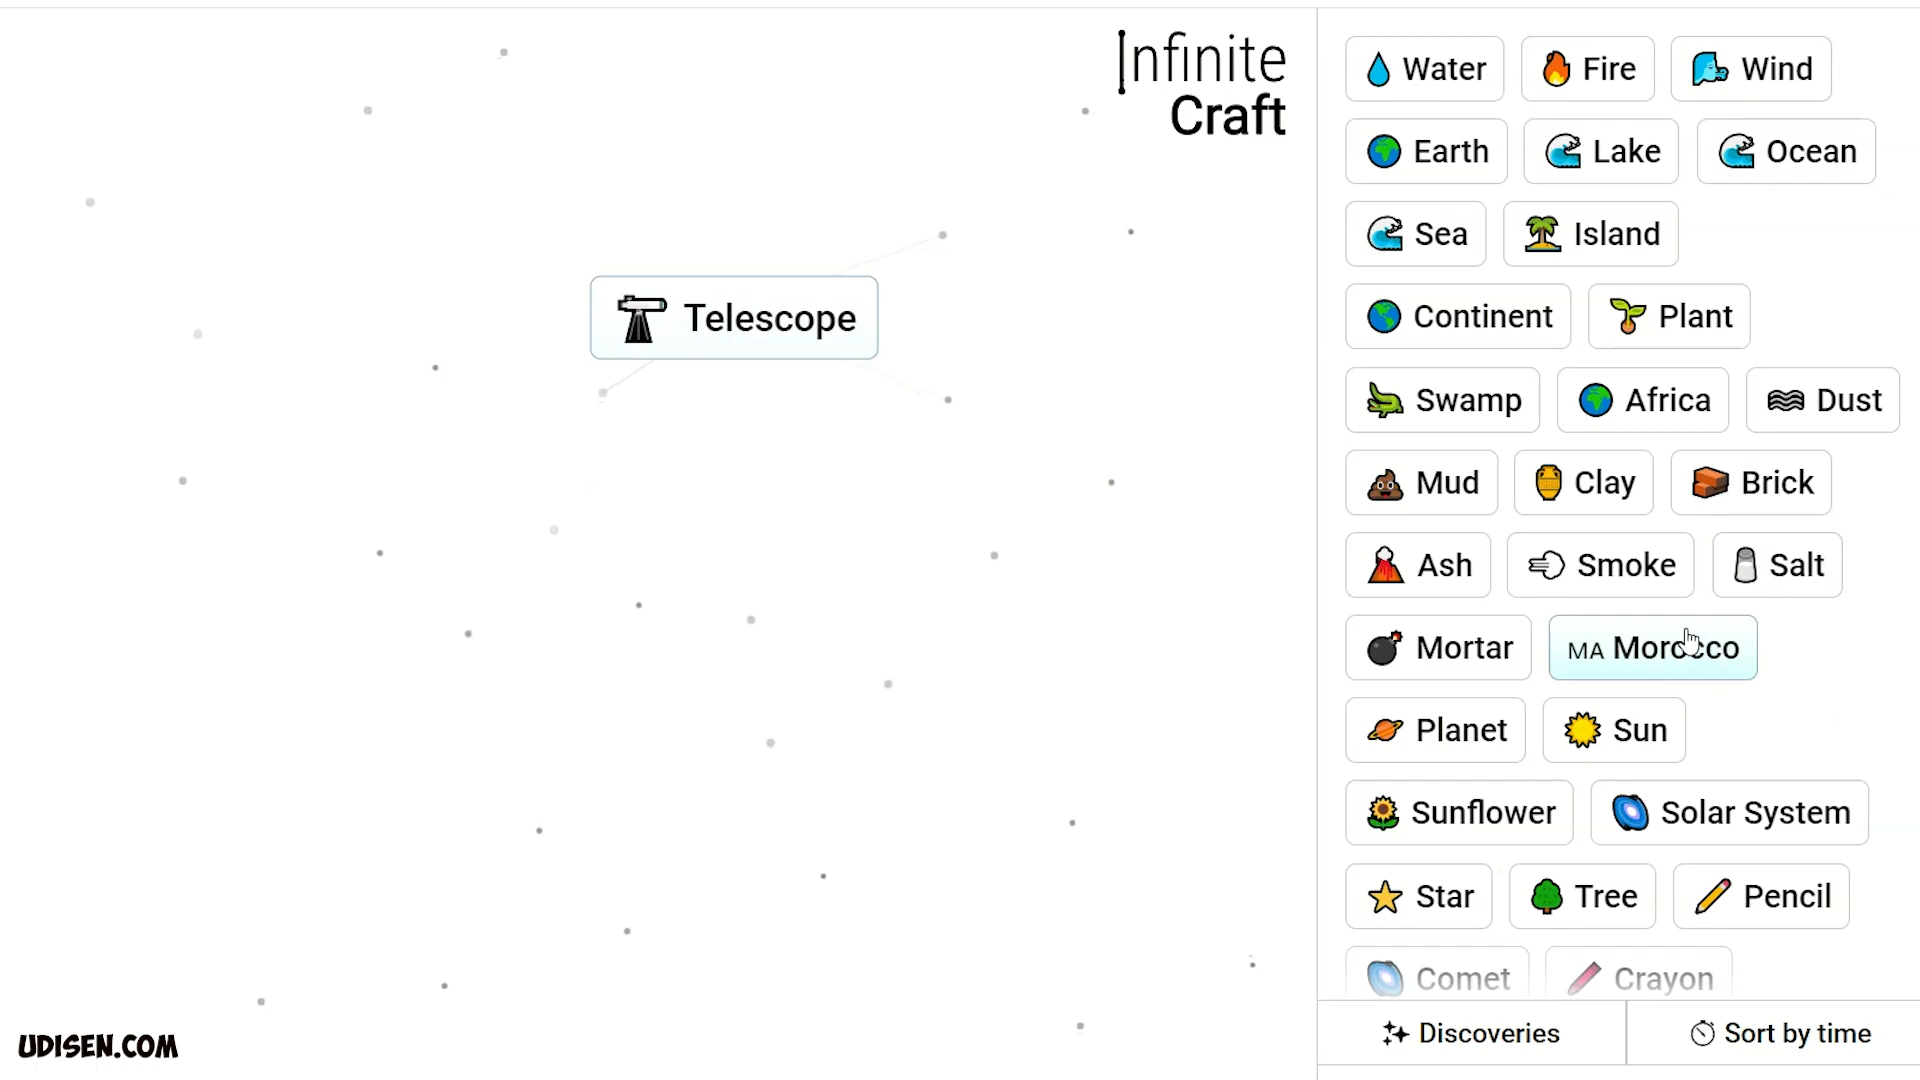 Infinite
Craft
Telescope
Water Fire Wind
Earth Lake Ocean
Sea Island
Continent Plant
Swamp Africa Dust
Mud Clay Brick
Ash Smoke Salt
Mortar MA Morocco
Planet Sun
Sunflower Solar System
Star Tree Pencil
Comet Crayon
Discoveries Sort by time
UDISEN.COM